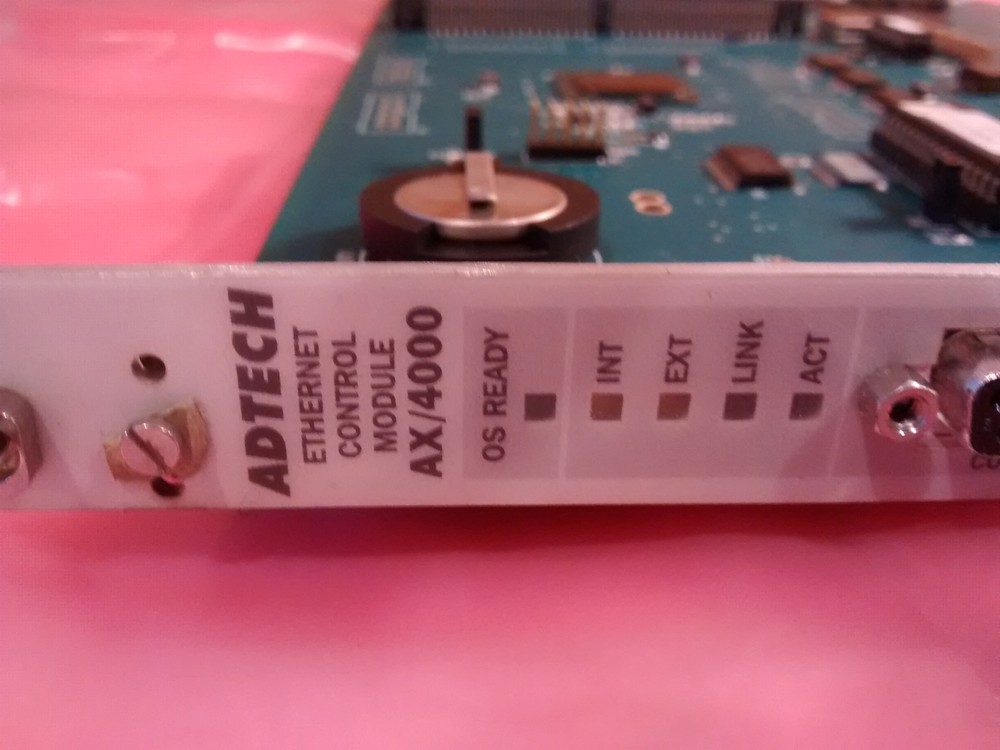 ADTECH
ETHERNET
CONTROL
MODULE
AX/4000
OS READY
INT
EXT
LINK
ACT